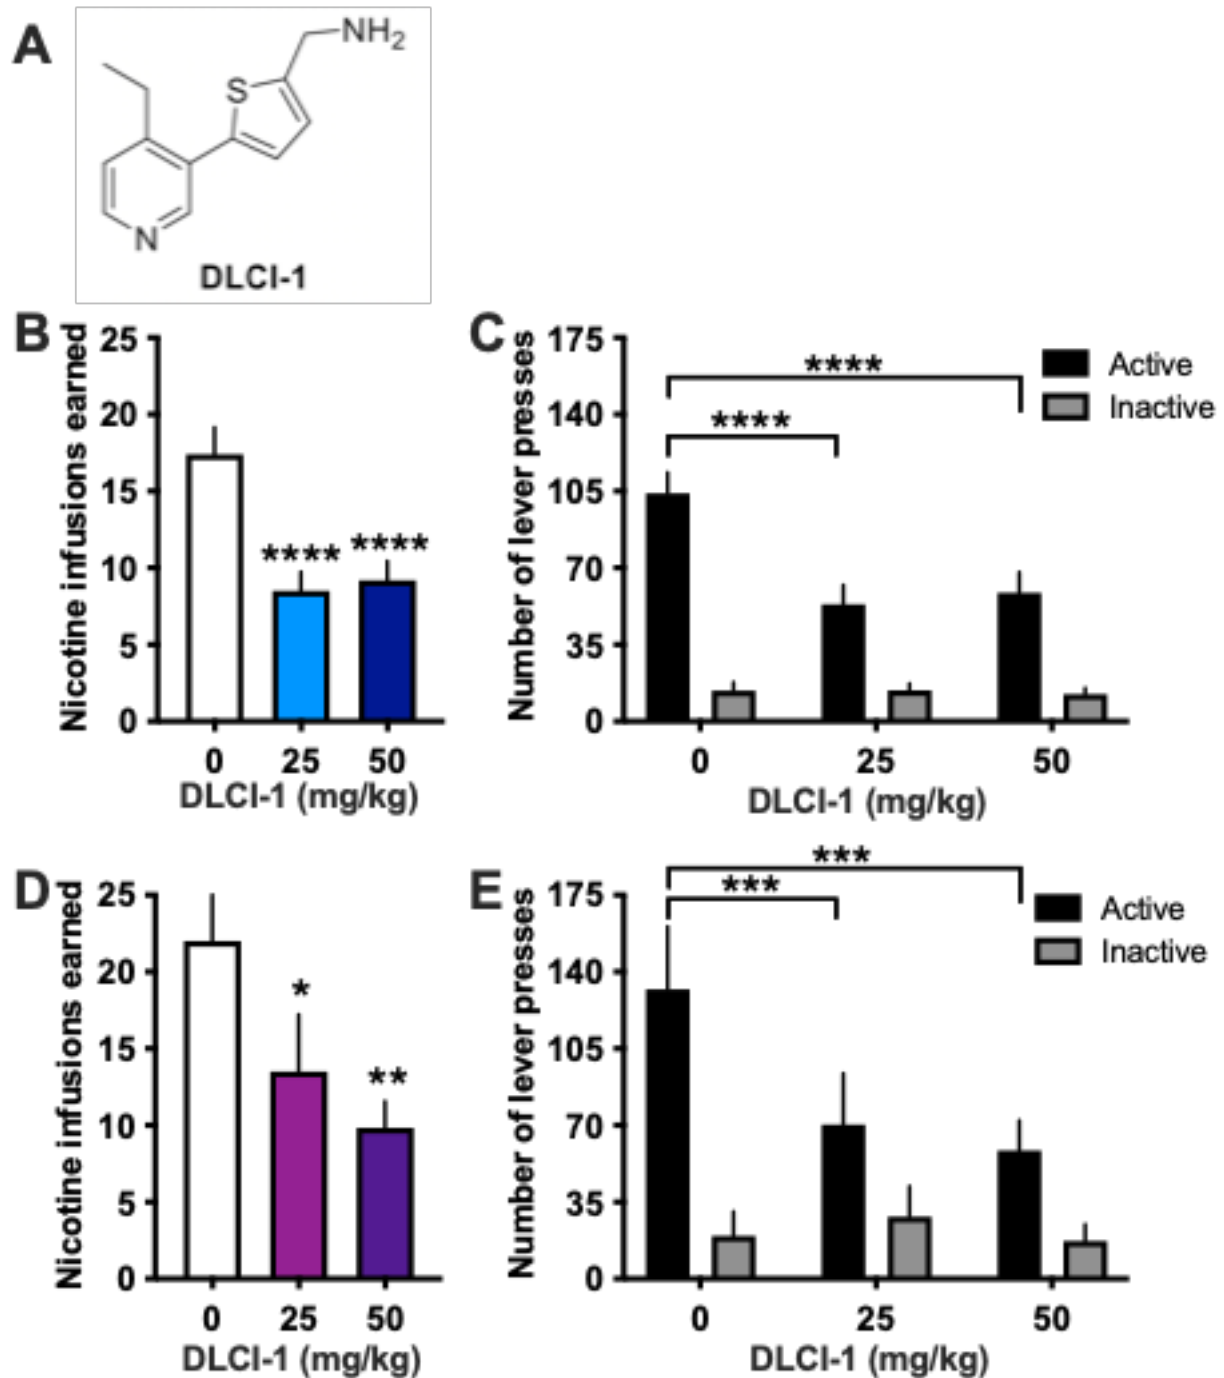 A
NH2
S
N
DLCI-1
B
Nicotine infusions earned
25
20
15
10
5
0
****
****
0 25 50
DLCI-1 (mg/kg)
C
Number of lever presses
175
140
105
70
35
0
****
****
Active
Inactive
0 25 50
DLCI-1 (mg/kg)
D
Nicotine infusions earned
25
20
15
10
5
0
*
**
0 25 50
DLCI-1 (mg/kg)
E
Number of lever presses
175
140
105
70
35
0
***
***
Active
Inactive
0 25 50
DLCI-1 (mg/kg)